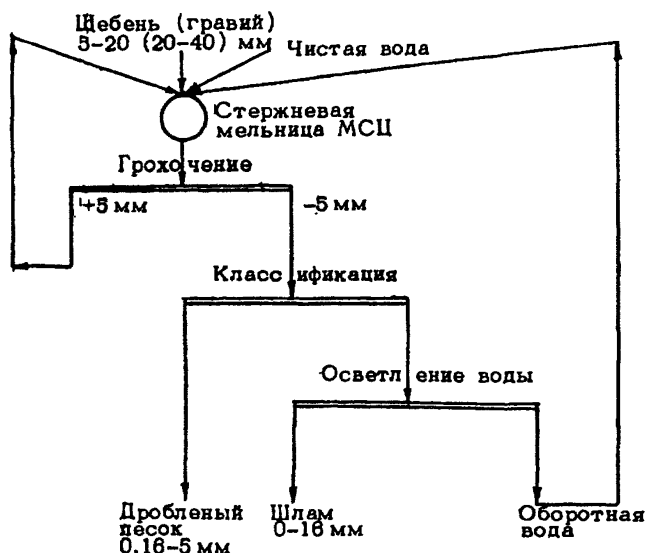 Щебень (гравий)
5-20 (20-40) мм
Чистая вода
Стержневая
мельница МСЦ
Грохочение
+5 мм
-5 мм
Классификация
Осветление воды
Дробленый
песок
0,16-5 мм
Шлам
0-16 мм
Оборотная
вода